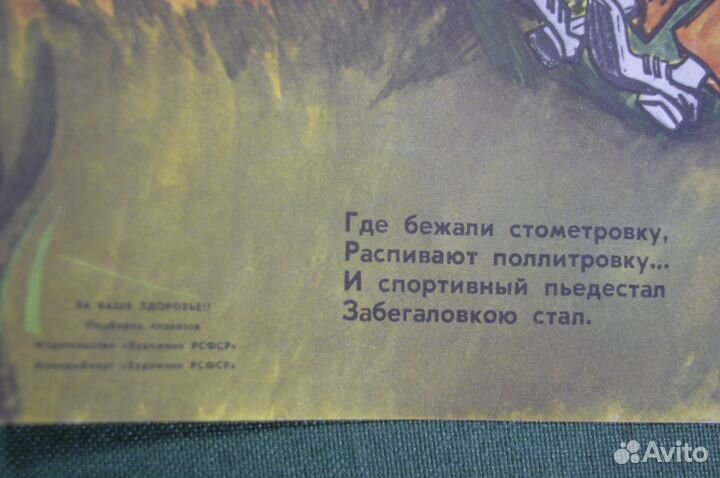 Где бежали стометровку,
Распивают поллитровку...
И спортивный пьедестал
Забегаловкою стал.
ЗА ВАШЕ ЗДОРОВЬЕ!!
Подборка плакатов
Издательство «Художник РСФСР»
«Художник РСФСР»
Avito